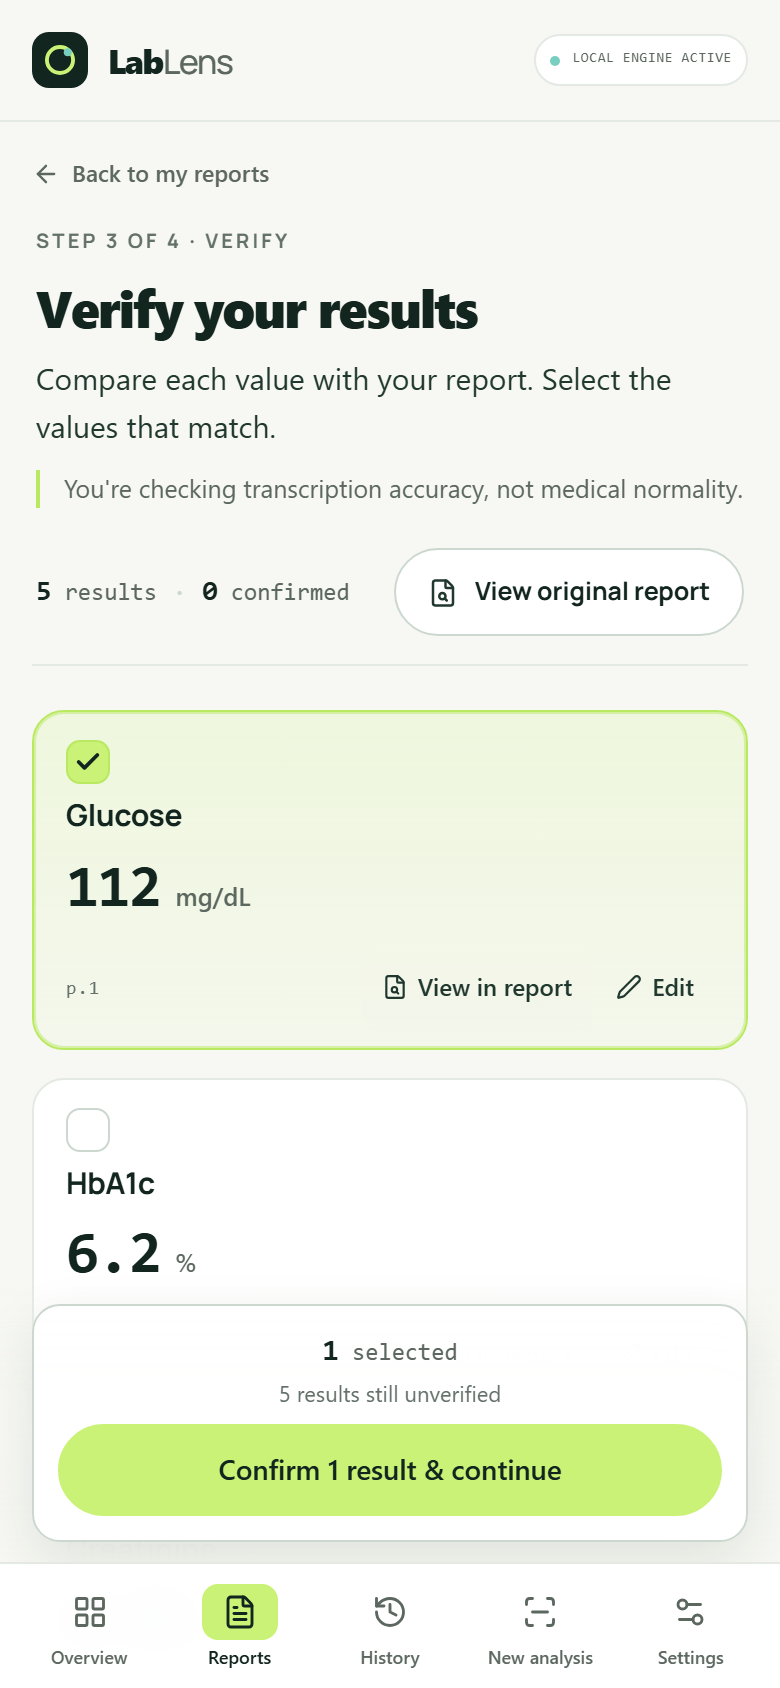 LabLens
LOCAL ENGINE ACTIVE
Back to my reports
STEP 3 OF 4 · VERIFY
Verify your results
Compare each value with your report. Select the
values that match.
You're checking transcription accuracy, not medical normality.
5 results · 0 confirmed
View original report
Glucose
112 mg/dL
p.1
View in report
Edit
HbA1c
6.2 %
1 selected
5 results still unverified
Confirm 1 result & continue
Overview
Reports
History
New analysis
Settings